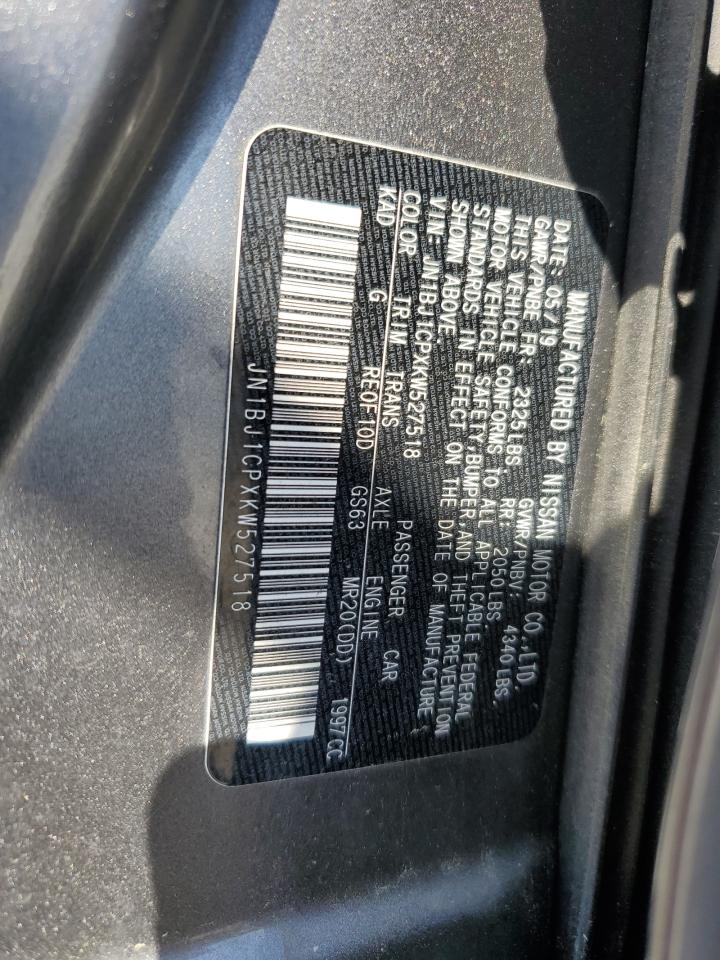 MANUFACTURED BY NISSAN MOTOR CO.,LTD.
DATE: 05/19 GVWR/PNBV: 4340LBS.
GAWR/PNBE FR: 2325LBS RR: 2050LBS
THIS VEHICLE CONFORMS TO ALL APPLICABLE FEDERAL
MOTOR VEHICLE SAFETY,BUMPER,AND THEFT PREVENTION
STANDARDS IN EFFECT ON THE DATE OF MANUFACTURE
SHOWN ABOVE.
VIN: JN1BJ1CPXKW527518 PASSENGER CAR
COLOR TRIM TRANS AXLE ENGINE
KAD G RE0F10D GS63 MR20(DD) 1997CC
JN1BJ1CPXKW527518